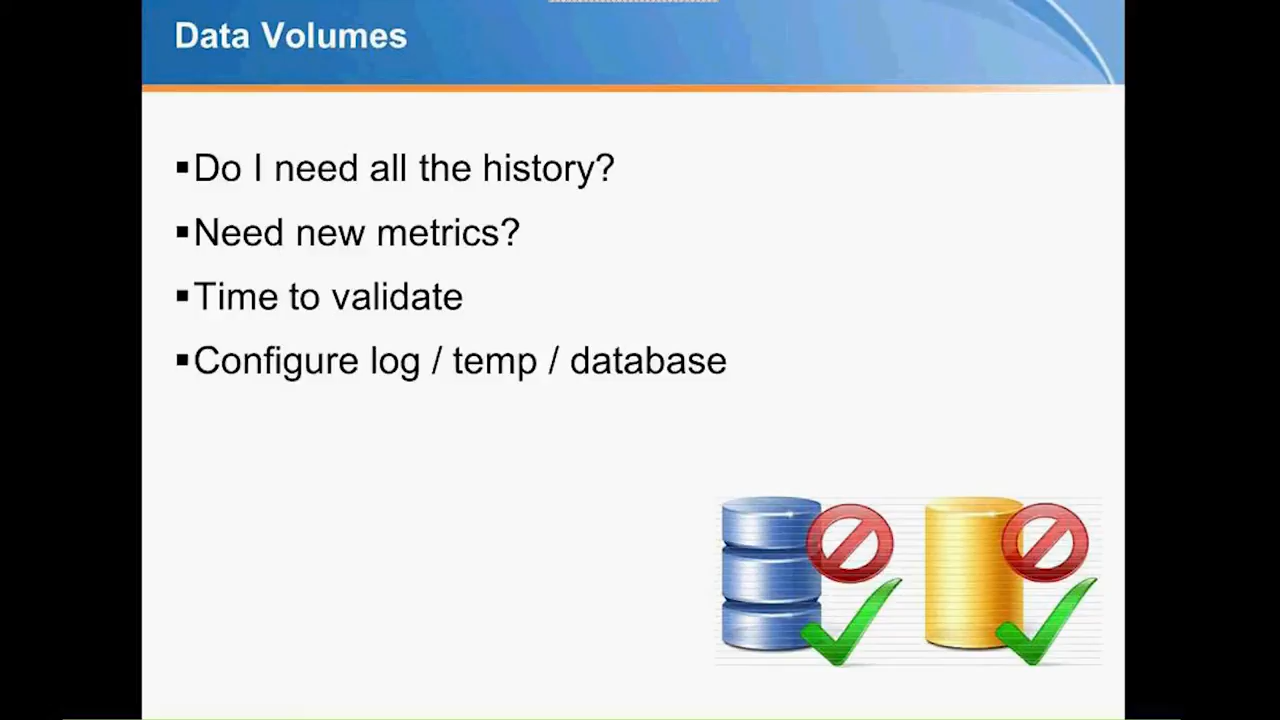 Data Volumes
▪Do I need all the history?
▪Need new metrics?
▪Time to validate
▪Configure log / temp / database